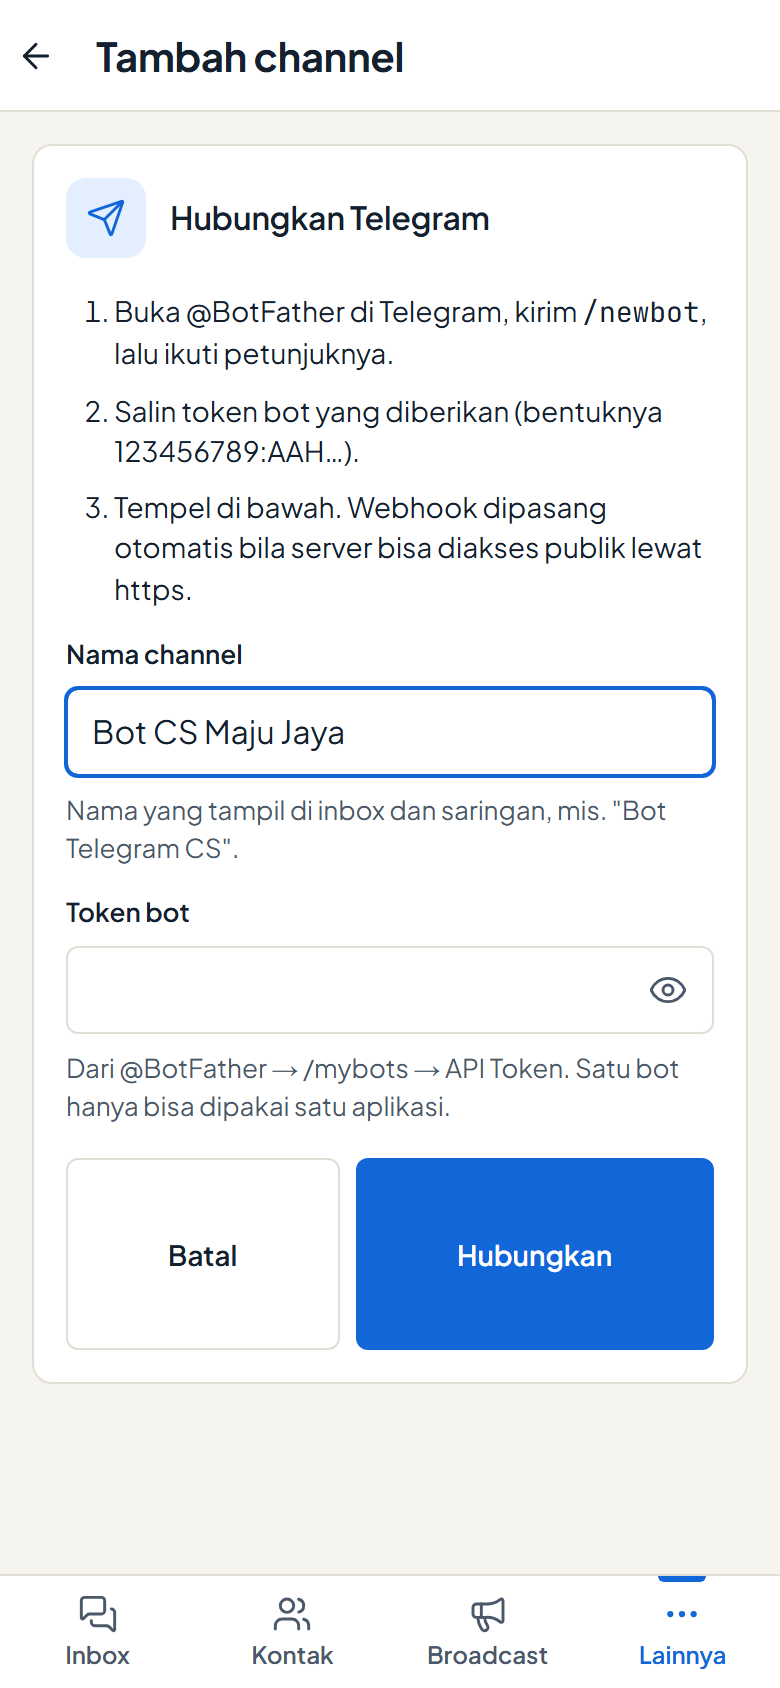 Tambah channel
Hubungkan Telegram
1. Buka @BotFather di Telegram, kirim /newbot,
lalu ikuti petunjuknya.
2. Salin token bot yang diberikan (bentuknya
123456789:AAH...).
3. Tempel di bawah. Webhook dipasang
otomatis bila server bisa diakses publik lewat
https.
Nama channel
Bot CS Maju Jaya
Nama yang tampil di inbox dan saringan, mis. "Bot
Telegram CS".
Token bot
Dari @BotFather → /mybots → API Token. Satu bot
hanya bisa dipakai satu aplikasi.
Batal
Hubungkan
Inbox
Kontak
Broadcast
Lainnya